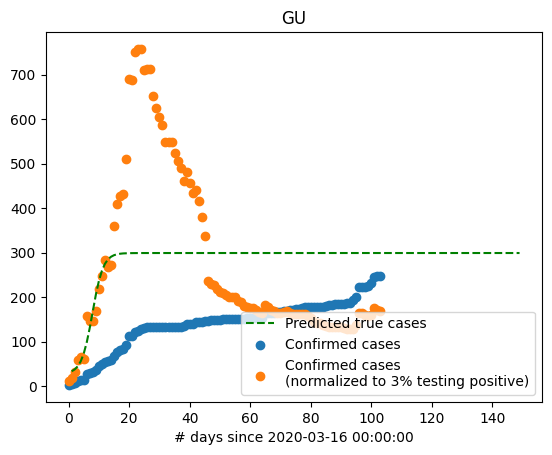 GU
700
600
500
400
300
200
100
0
Predicted true cases
Confirmed cases
Confirmed cases
(normalized to 3% testing positive)
0 20 40 60 80 100 120 140
# days since 2020-03-16 00:00:00